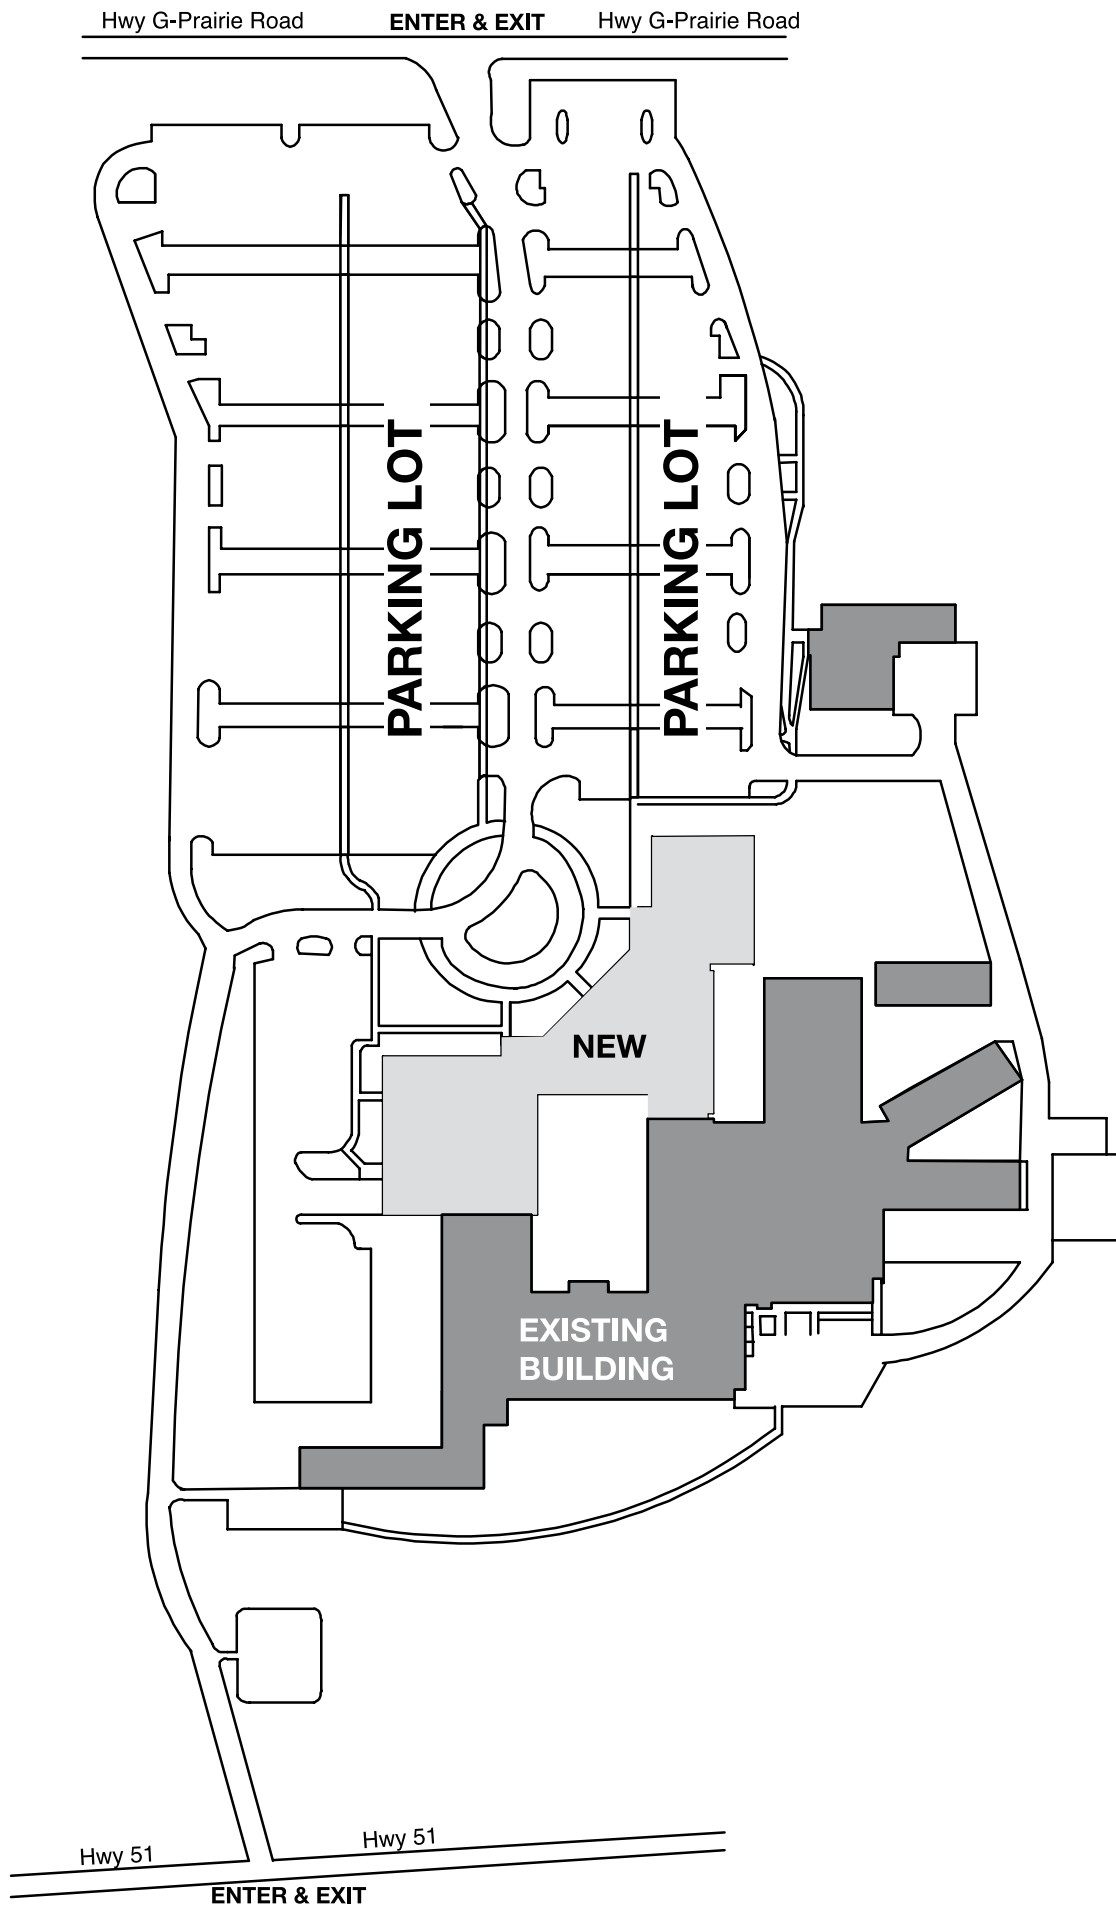 Hwy G-Prairie Road
ENTER & EXIT
Hwy G-Prairie Road
PARKING LOT
PARKING LOT
NEW
EXISTING
BUILDING
Hwy 51
Hwy 51
ENTER & EXIT